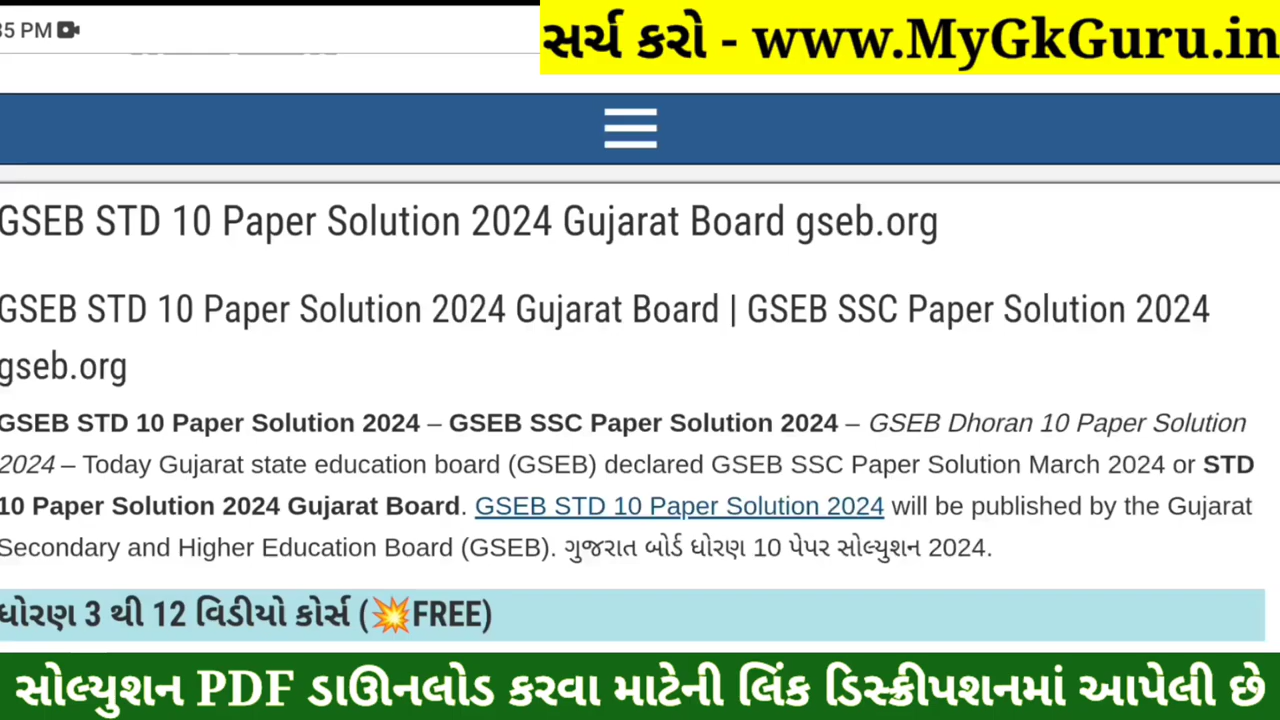 35 PM
સર્ચ કરો - www.MyGkGuru.in
GSEB STD 10 Paper Solution 2024 Gujarat Board gseb.org
GSEB STD 10 Paper Solution 2024 Gujarat Board | GSEB SSC Paper Solution 2024
gseb.org
GSEB STD 10 Paper Solution 2024 – GSEB SSC Paper Solution 2024 – GSEB Dhoran 10 Paper Solution
2024 – Today Gujarat state education board (GSEB) declared GSEB SSC Paper Solution March 2024 or STD
10 Paper Solution 2024 Gujarat Board. GSEB STD 10 Paper Solution 2024 will be published by the Gujarat
Secondary and Higher Education Board (GSEB). ગુજરાત બોર્ડ ધોરણ 10 પેપર સોલ્યુશન 2024.
ધોરણ 3 થી 12 વિડીયો કોર્સ (💥FREE)
સોલ્યુશન PDF ડાઊનલોડ કરવા માટેની લિંક ડિસ્ક્રીપશનમાં આપેલી છે